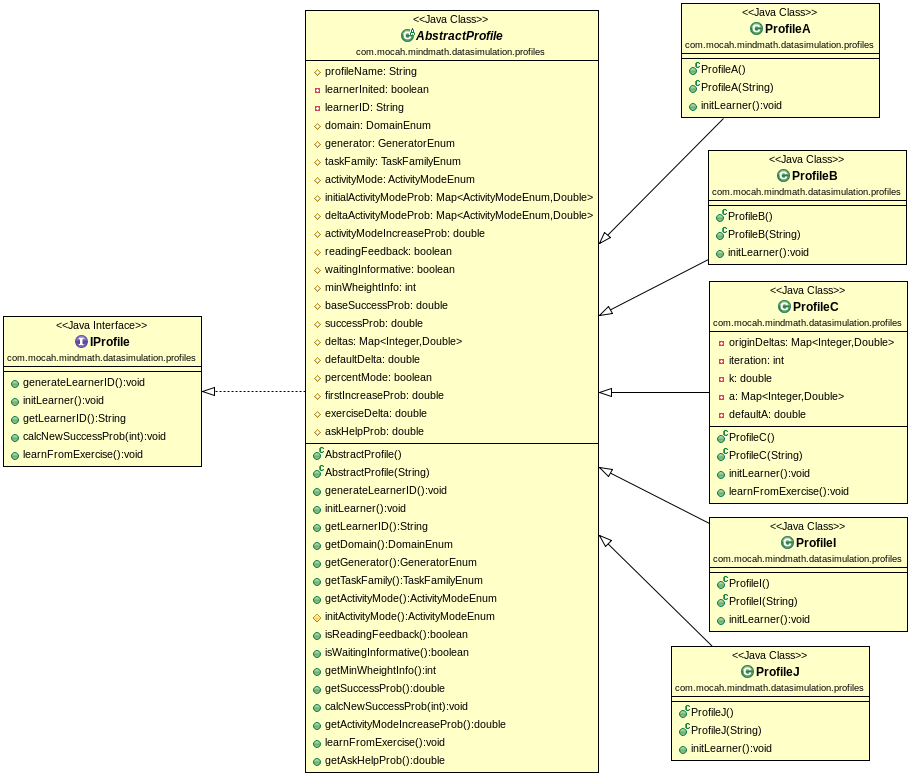 <<Java Interface>>
IProfile
com.mocah.mindmath.datasimulation.profiles
generateLearnerID():void
initLearner():void
getLearnerID():String
calcNewSuccessProb(int):void
learnFromExercise():void
<<Java Class>>
AbstractProfile
com.mocah.mindmath.datasimulation.profiles
profileName: String
learnerInited: boolean
learnerID: String
domain: DomainEnum
generator: GeneratorEnum
taskFamily: TaskFamilyEnum
activityMode: ActivityModeEnum
initialActivityModeProb: Map<ActivityModeEnum,Double>
deltaActivityModeProb: Map<ActivityModeEnum,Double>
activityModeIncreaseProb: double
readingFeedback: boolean
waitingInformative: boolean
minWheightInfo: int
baseSuccessProb: double
successProb: double
deltas: Map<Integer,Double>
defaultDelta: double
percentMode: boolean
firstIncreaseProb: double
exerciseDelta: double
askHelpProb: double
AbstractProfile()
AbstractProfile(String)
generateLearnerID():void
initLearner():void
getLearnerID():String
getDomain():DomainEnum
getGenerator():GeneratorEnum
getTaskFamily():TaskFamilyEnum
getActivityMode():ActivityModeEnum
initActivityMode():ActivityModeEnum
isReadingFeedback():boolean
isWaitingInformative():boolean
getMinWheightInfo():int
getSuccessProb():double
calcNewSuccessProb(int):void
getActivityModeIncreaseProb():double
learnFromExercise():void
getAskHelpProb():double
<<Java Class>>
ProfileA
com.mocah.mindmath.datasimulation.profiles
ProfileA()
ProfileA(String)
initLearner():void
<<Java Class>>
ProfileB
com.mocah.mindmath.datasimulation.profiles
ProfileB()
ProfileB(String)
initLearner():void
<<Java Class>>
ProfileC
com.mocah.mindmath.datasimulation.profiles
originDeltas: Map<Integer,Double>
iteration: int
k: double
a: Map<Integer,Double>
defaultA: double
ProfileC()
ProfileC(String)
initLearner():void
learnFromExercise():void
<<Java Class>>
ProfileI
com.mocah.mindmath.datasimulation.profiles
ProfileI()
ProfileI(String)
initLearner():void
<<Java Class>>
ProfileJ
com.mocah.mindmath.datasimulation.profiles
ProfileJ()
ProfileJ(String)
initLearner():void